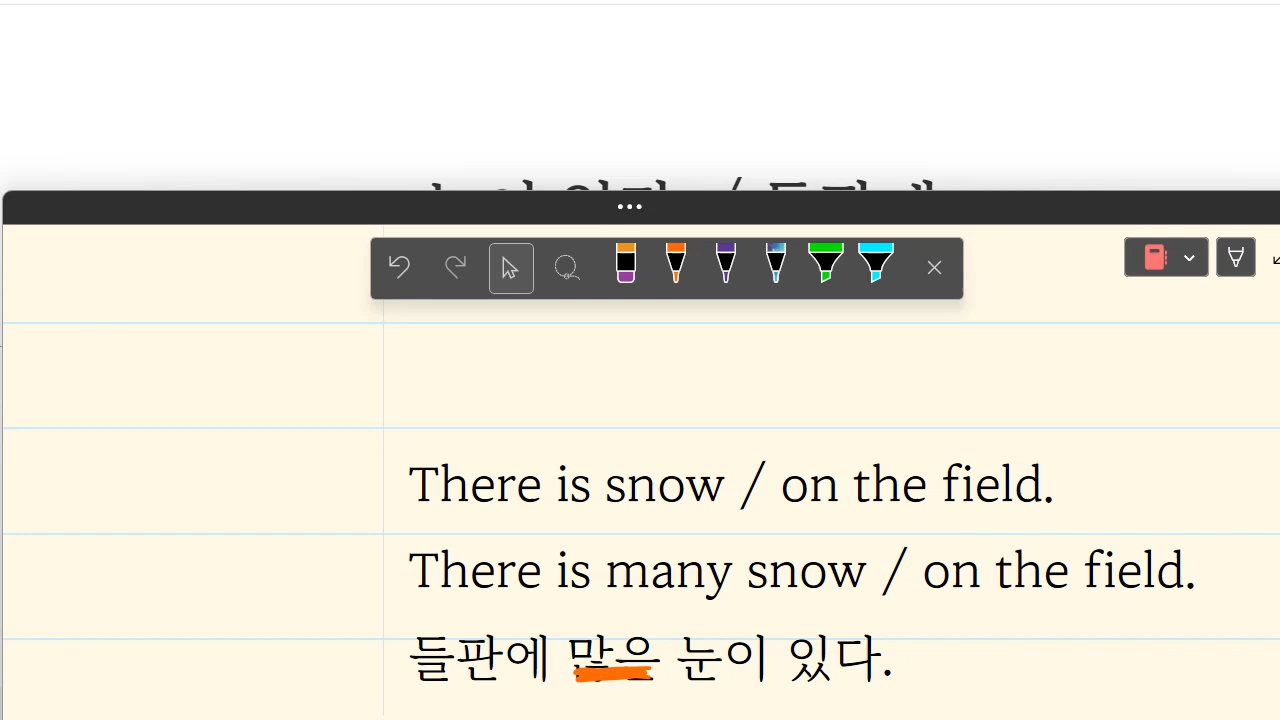 There is snow / on the field.
There is many snow / on the field.
들판에 많은 눈이 있다.